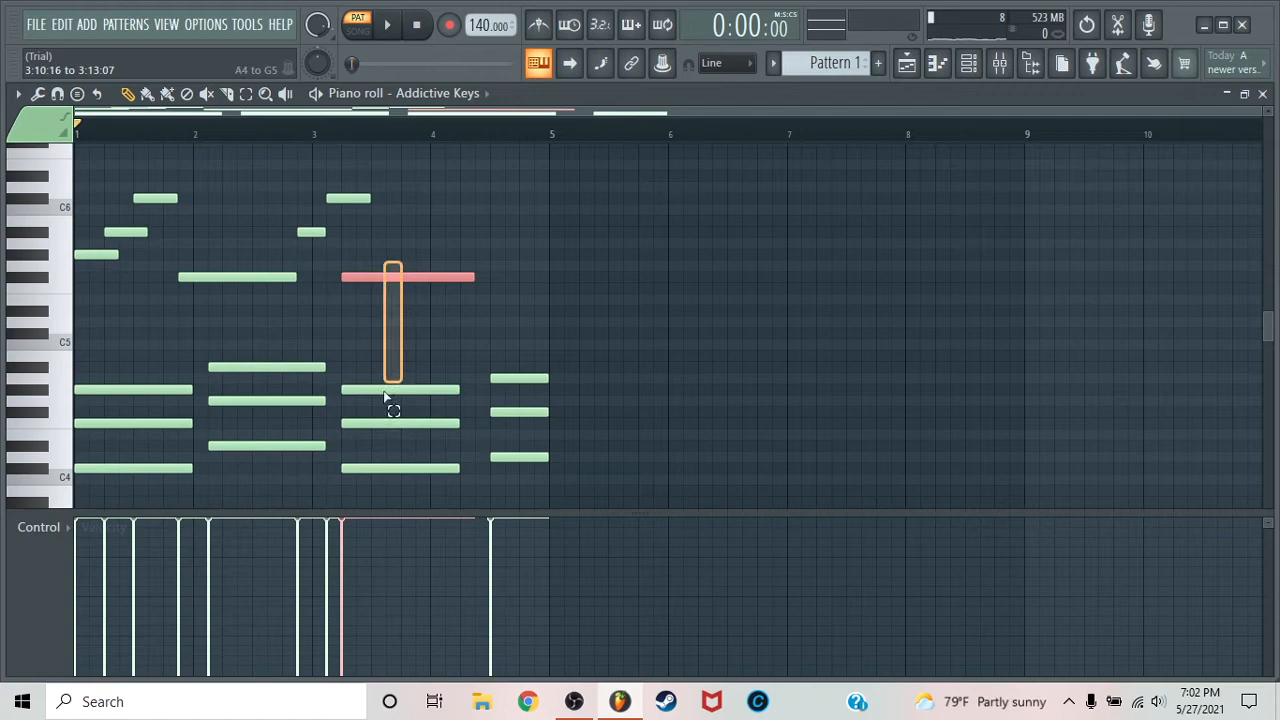 FILE EDIT ADD PATTERNS VIEW OPTIONS TOOLS HELP
PAT
SONG
140.000
3.2:
0:00:00
M:S:CS
8
523 MB
0
(Trial)
3:10:16 to 3:13:07
A4 to G5
Line
Pattern 1
Today A
newer vers..
Piano roll - Addictive Keys
1 2 3 4 5 6 7 8 9 10
C6
C5
C4
Control
Velocity
Search
79°F Partly sunny
7:02 PM
5/27/2021